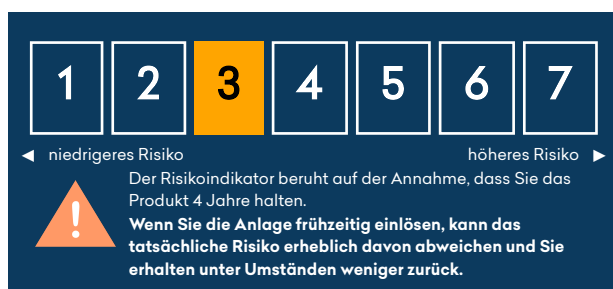 1 2 3 4 5 6 7
◄ niedrigeres Risiko höheres Risiko ►
Der Risikoindikator beruht auf der Annahme, dass Sie das
Produkt 4 Jahre halten.
Wenn Sie die Anlage frühzeitig einlösen, kann das
tatsächliche Risiko erheblich davon abweichen und Sie
erhalten unter Umständen weniger zurück.